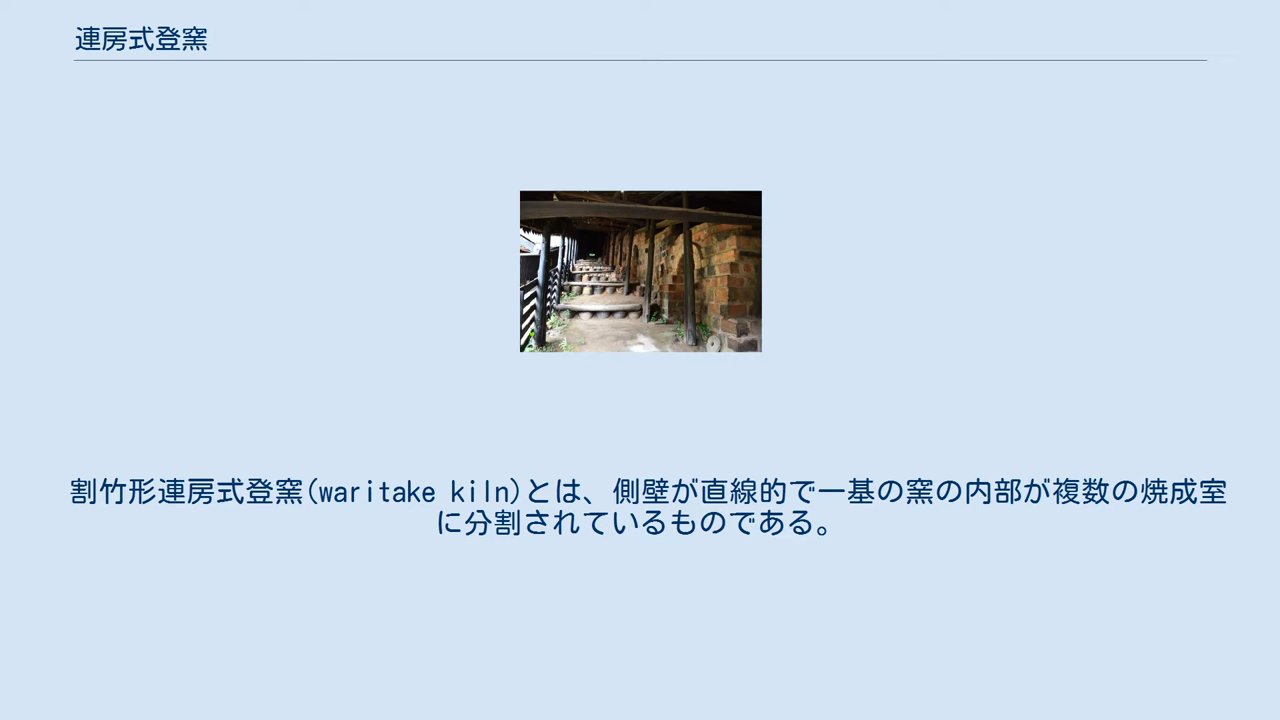 連房式登窯
割竹形連房式登窯(waritake kiln)とは、側壁が直線的で一基の窯の内部が複数の焼成室
に分割されているものである。